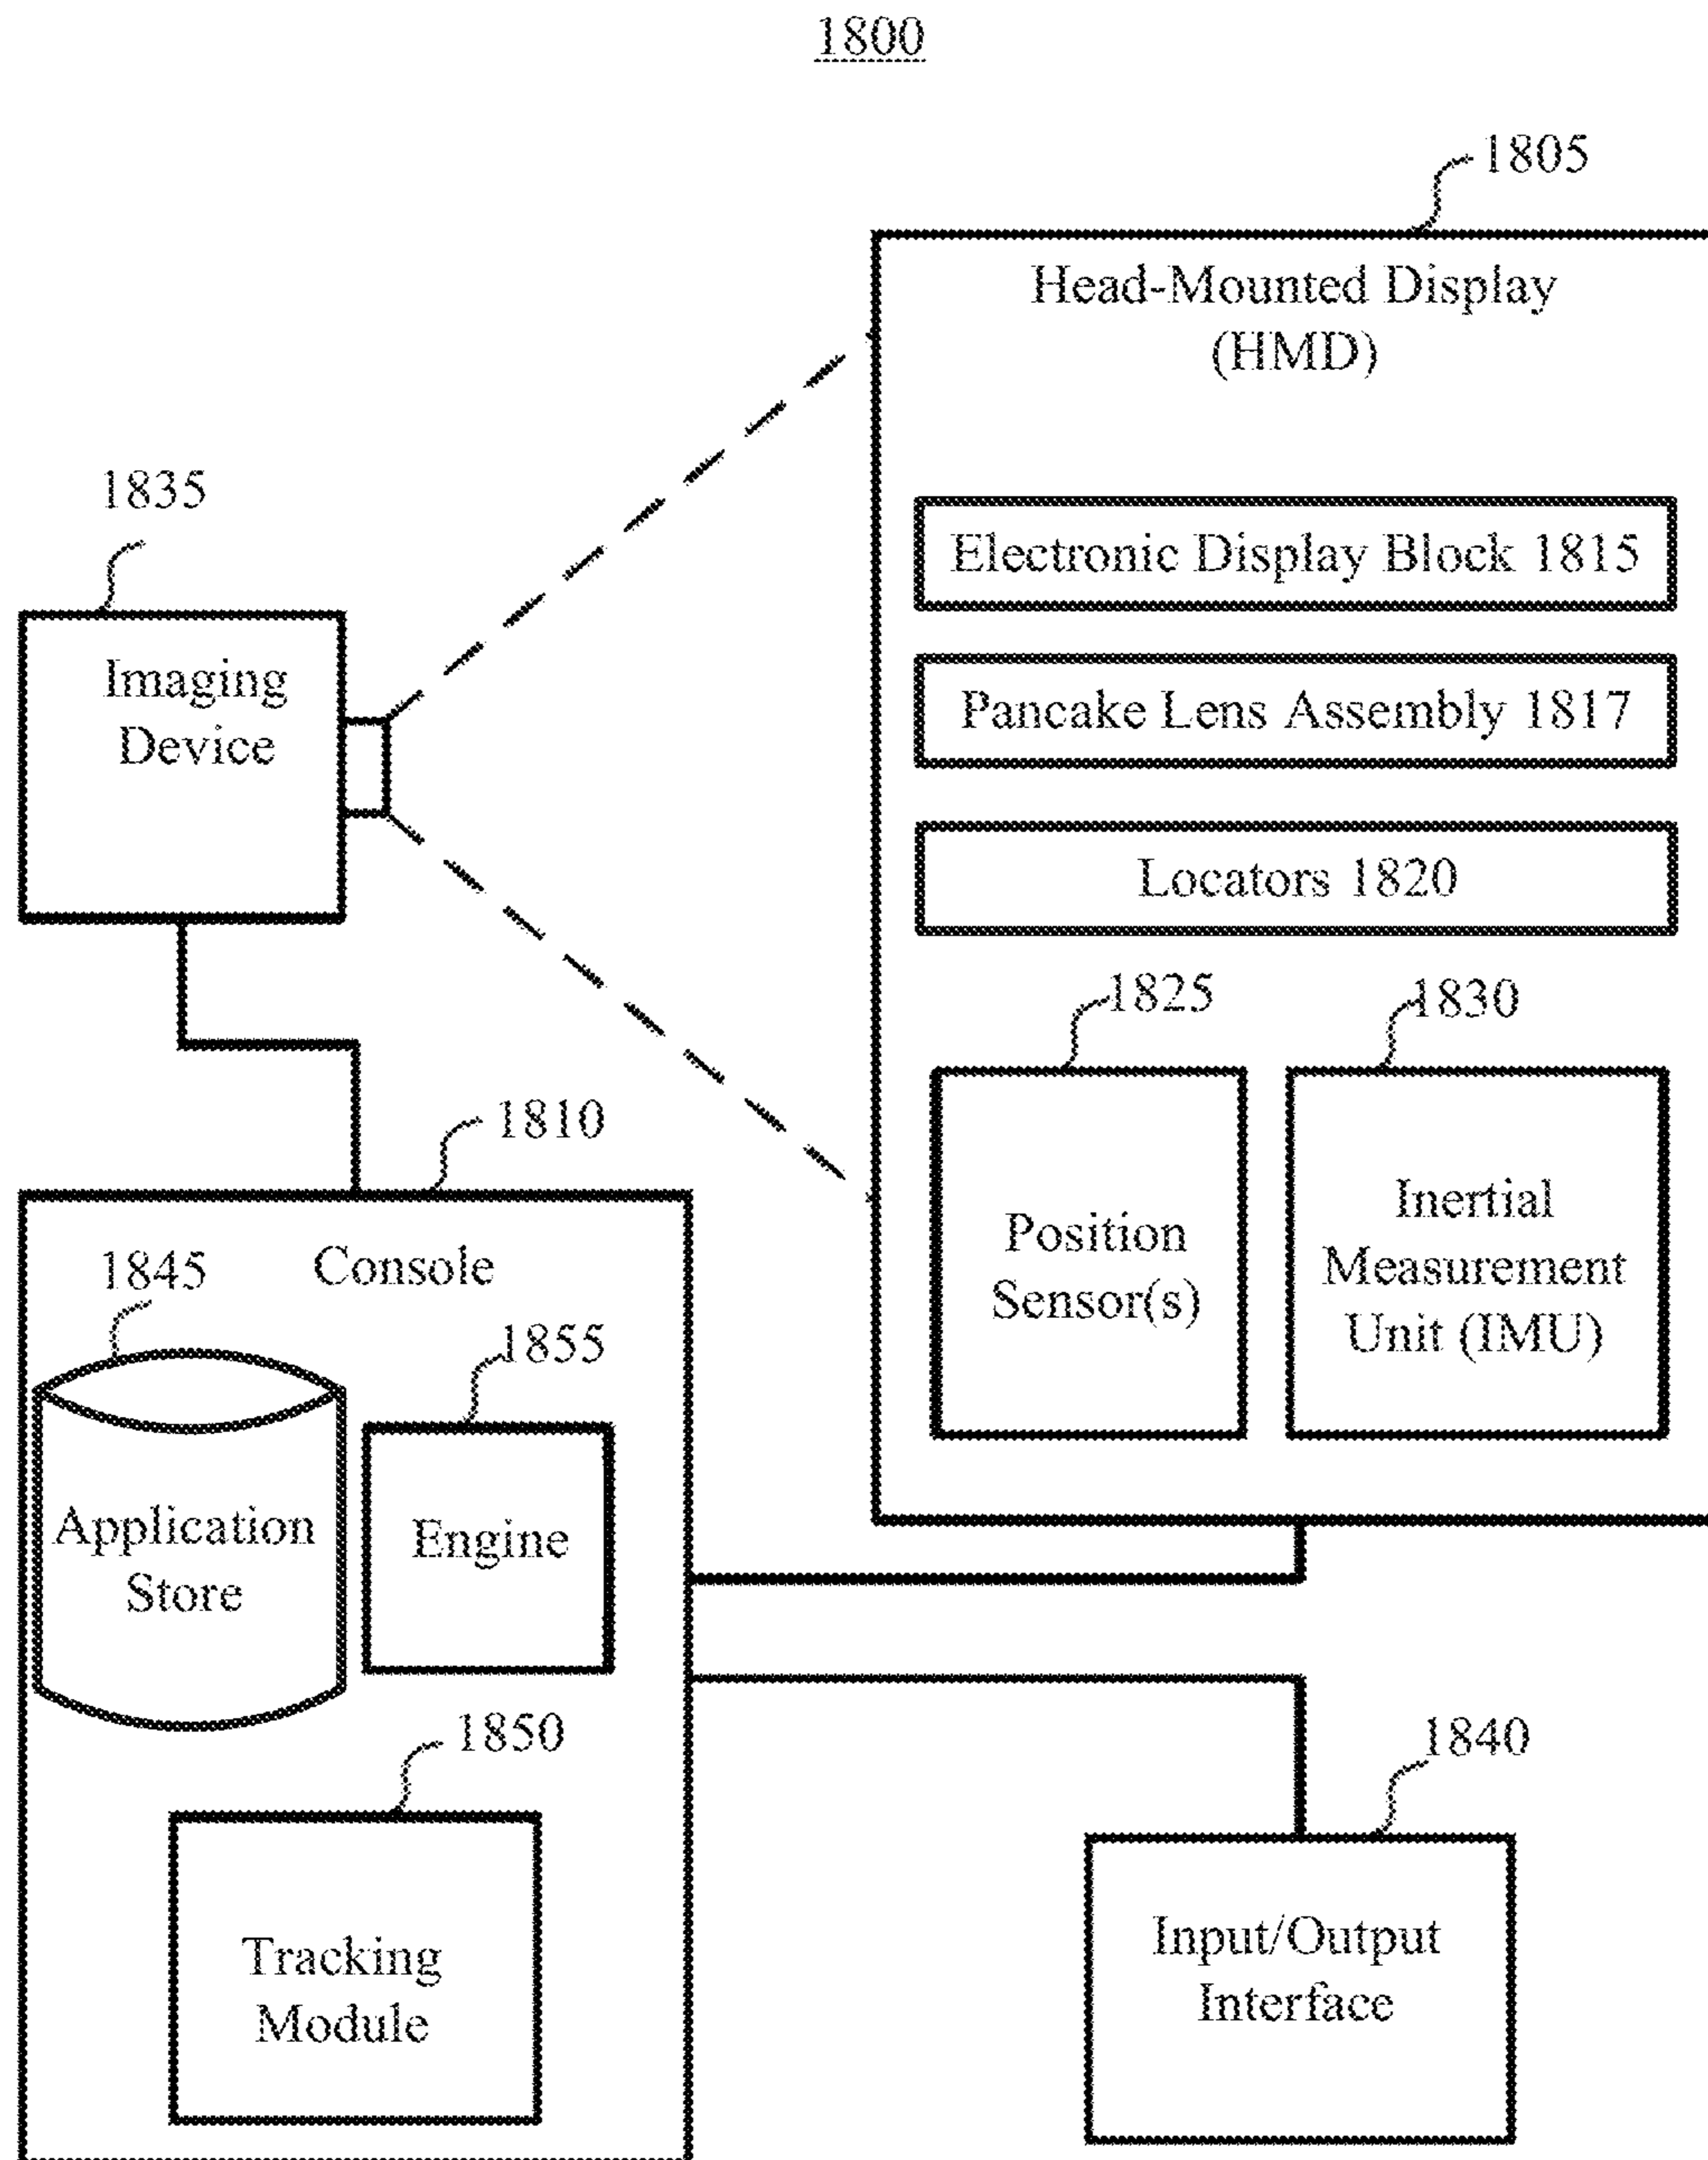 1800
1805
Head-Mounted Display
(HMD)
1835
Electronic Display Block 1815
Imaging
Device
Pancake Lens Assembly 1817
Locators 1820
1825
1830
1810
Position
Sensor(s)
Inertial
Measurement
Unit (IMU)
Console
1845
1855
Application
Store
Engine
1850
1840
Tracking
Module
Input/Output
Interface